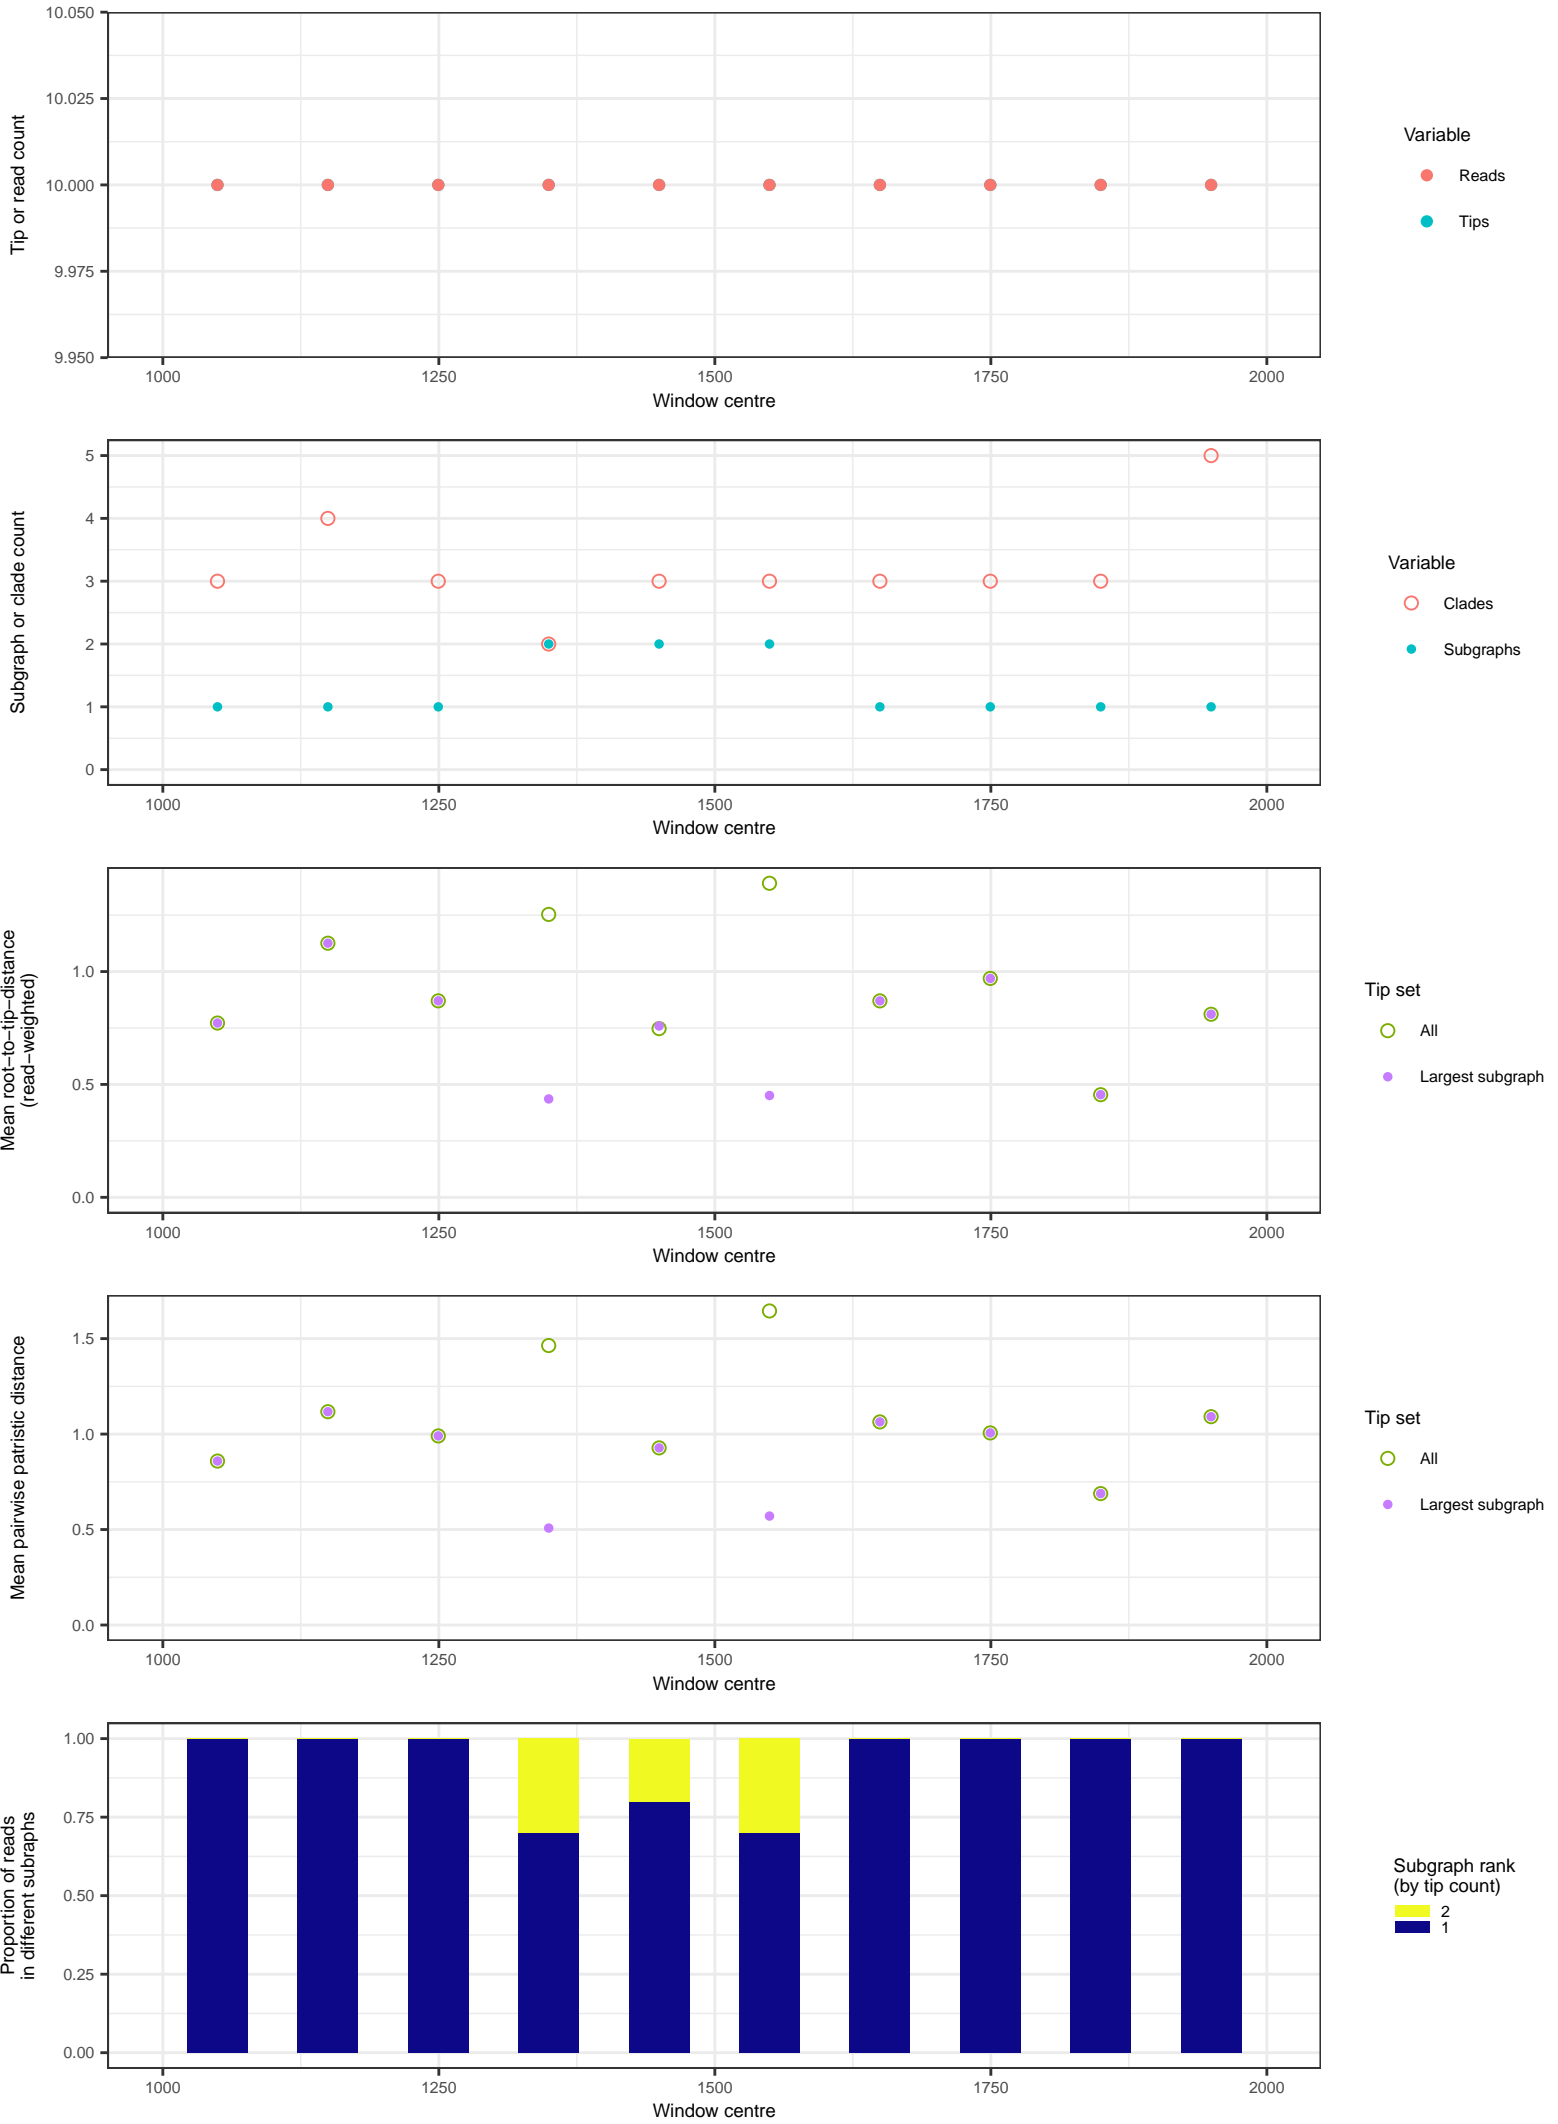 10.050
10.025
10.000
9.975
9.950
Tip or read count
1000 1250 1500 1750 2000
Window centre
Variable
Reads
Tips
5
4
3
2
1
0
Subgraph or clade count
1000 1250 1500 1750 2000
Window centre
Variable
Clades
Subgraphs
1.0
0.5
0.0
Mean root−to−tip−distance
(read−weighted)
1000 1250 1500 1750 2000
Window centre
Tip set
All
Largest subgraph
1.5
1.0
0.5
0.0
Mean pairwise patristic distance
1000 1250 1500 1750 2000
Window centre
Tip set
All
Largest subgraph
1.00
0.75
0.50
0.25
0.00
Proportion of reads
in different subraphs
1000 1250 1500 1750 2000
Window centre
Subgraph rank
(by tip count)
2
1